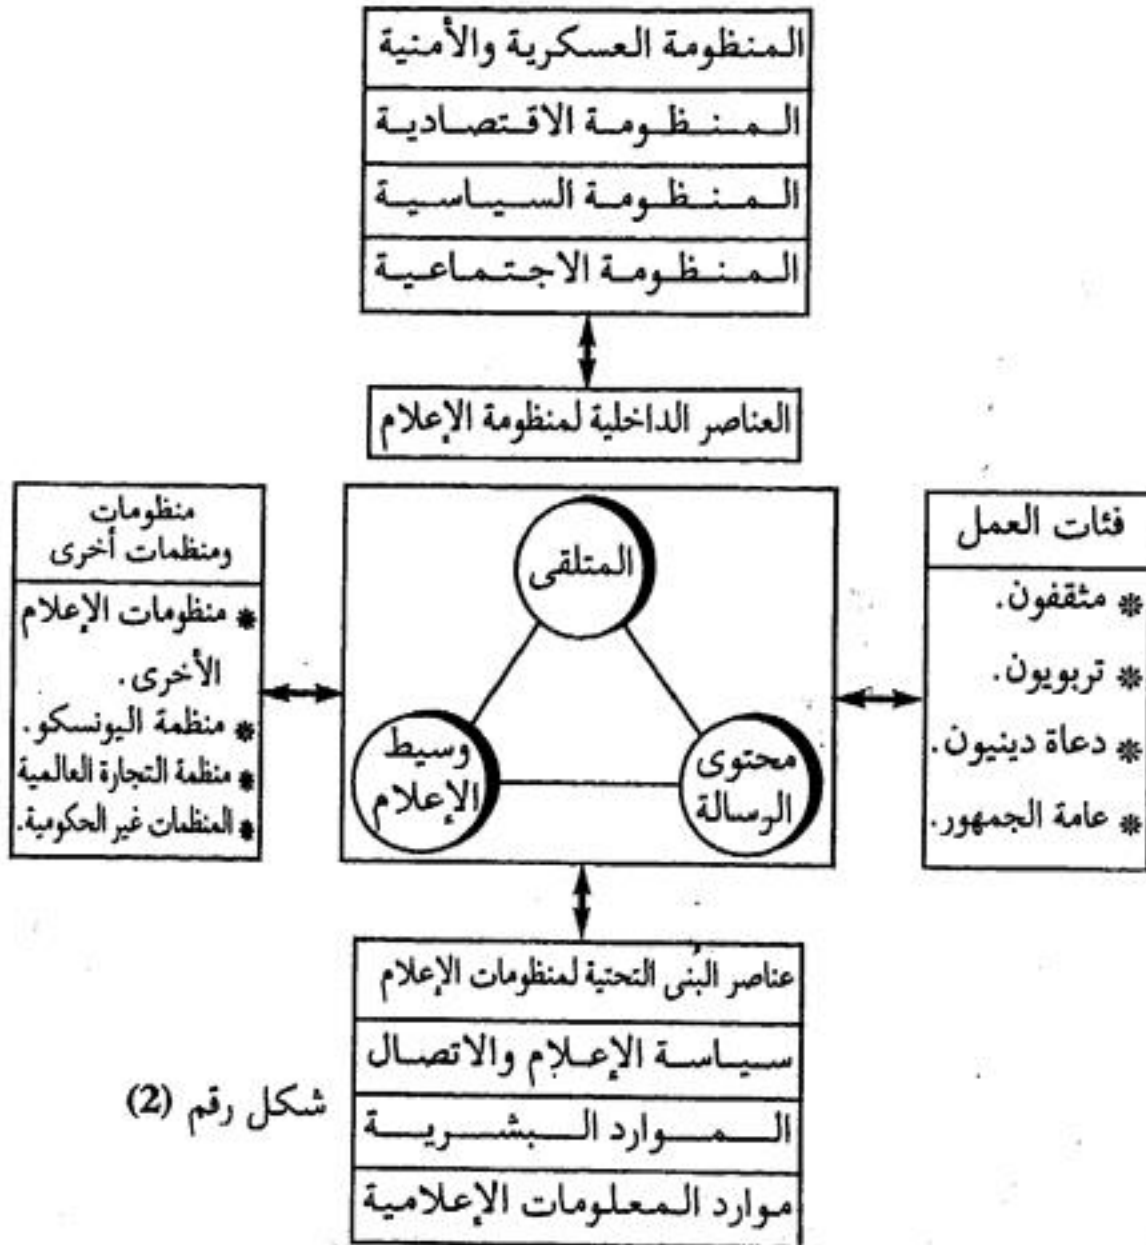 المنظومة العسكرية والأمنية
المنظومة الاقتصادية
المنظومة السياسية
المنظومة الاجتماعية
العناصر الداخلية لمنظومة الإعلام
فئات العمل
* مثقفون.
* تربويون.
* دعاة دينيون.
* عامة الجمهور.
المتلقى
محتوى
الرسالة
وسيط
الإعلام
منظومات
ومنظمات أخرى
* منظومات الإعلام
الأخرى.
* منظمة اليونسكو.
* منظمة التجارة العالمية
* المنظمات غير الحكومية.
عناصر البُنى التحتية لمنظومات الإعلام
سياسة الإعلام والاتصال
الموارد البشرية
موارد المعلومات الإعلامية
شكل رقم (2)